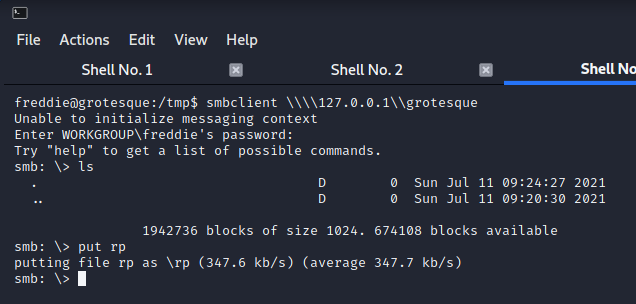 File Actions Edit View Help
Shell No. 1 Shell No. 2 Shell No
freddie@grotesque:/tmp$ smbclient \\\\127.0.0.1\\grotesque
Unable to initialize messaging context
Enter WORKGROUP\freddie's password:
Try "help" to get a list of possible commands.
smb: \> ls
. D 0 Sun Jul 11 09:24:27 2021
.. D 0 Sun Jul 11 09:20:30 2021
1942736 blocks of size 1024. 674108 blocks available
smb: \> put rp
putting file rp as \rp (347.6 kb/s) (average 347.7 kb/s)
smb: \>